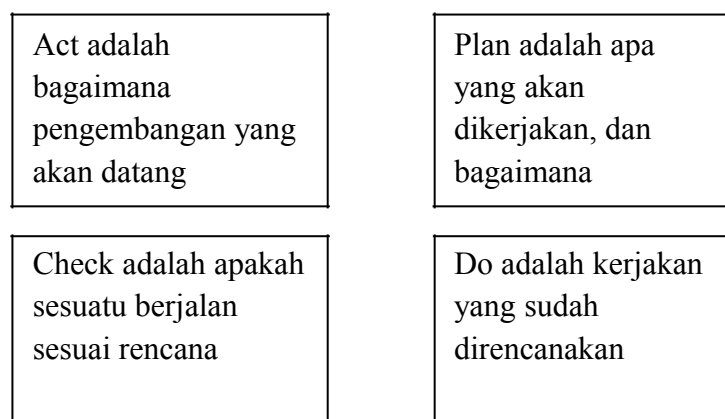 Act adalah
bagaimana
pengembangan yang
akan datang
Plan adalah apa
yang akan
dikerjakan, dan
bagaimana
Check adalah apakah
sesuatu berjalan
sesuai rencana
Do adalah kerjakan
yang sudah
direncanakan